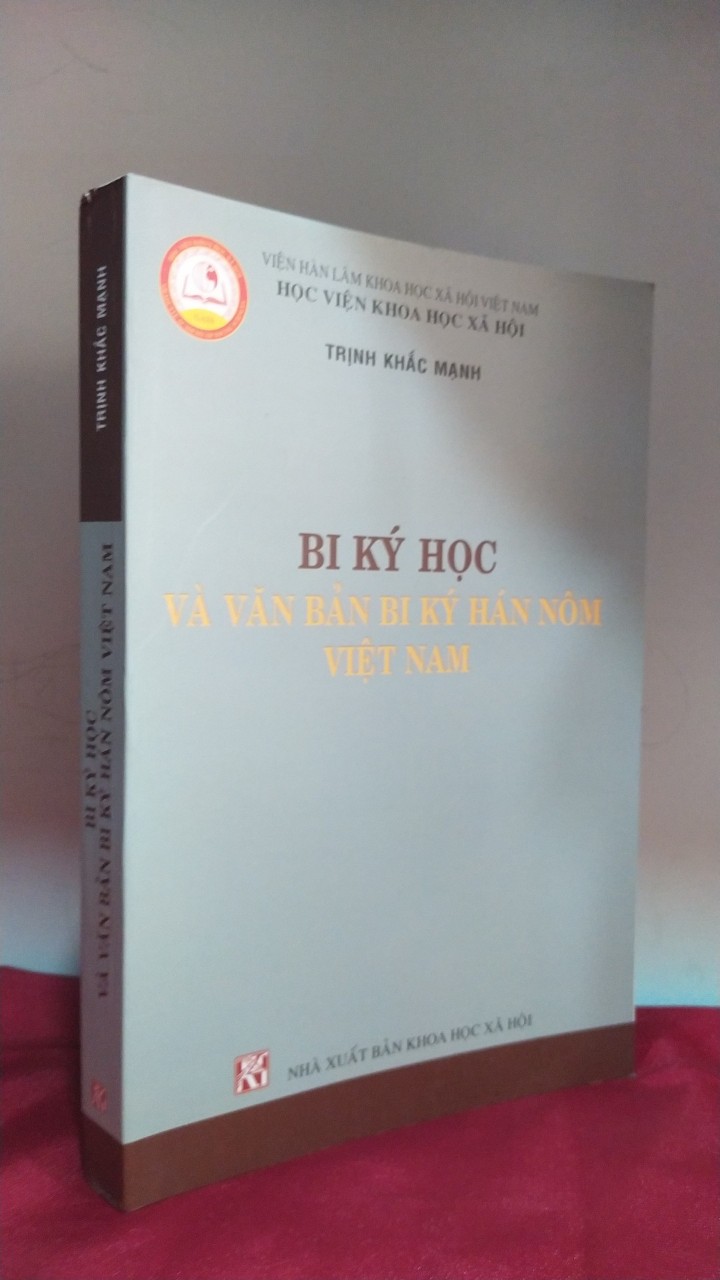 VIỆN HÀN LÂM KHOA HỌC XÃ HỘI VIỆT NAM
HỌC VIỆN KHOA HỌC XÃ HỘI
TRỊNH KHẮC MẠNH
BI KÝ HỌC
VÀ VĂN BẢN BI KÝ HÁN NÔM
VIỆT NAM
NHÀ XUẤT BẢN KHOA HỌC XÃ HỘI
TRỊNH KHẮC MẠNH
BI KÝ HỌC
VÀ VĂN BẢN BI KÝ HÁN NÔM VIỆT NAM